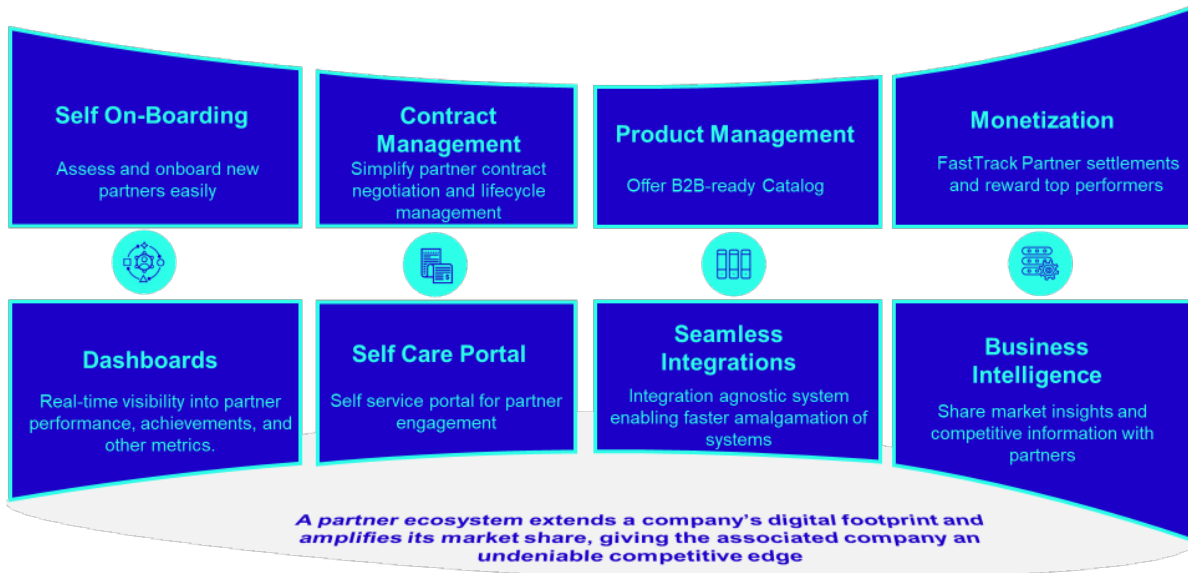 Self On-Boarding
Assess and onboard new
partners easily
Contract
Management
Simplify partner contract
negotiation and lifecycle
management
Product Management
Offer B2B-ready Catalog
Monetization
FastTrack Partner settlements
and reward top performers
Dashboards
Real-time visibility into partner
performance, achievements, and
other metrics.
Self Care Portal
Self service portal for partner
engagement
Seamless
Integrations
Integration agnostic system
enabling faster amalgamation of
systems
Business
Intelligence
Share market insights and
competitive information with
partners
A partner ecosystem extends a company's digital footprint and
amplifies its market share, giving the associated company an
undeniable competitive edge